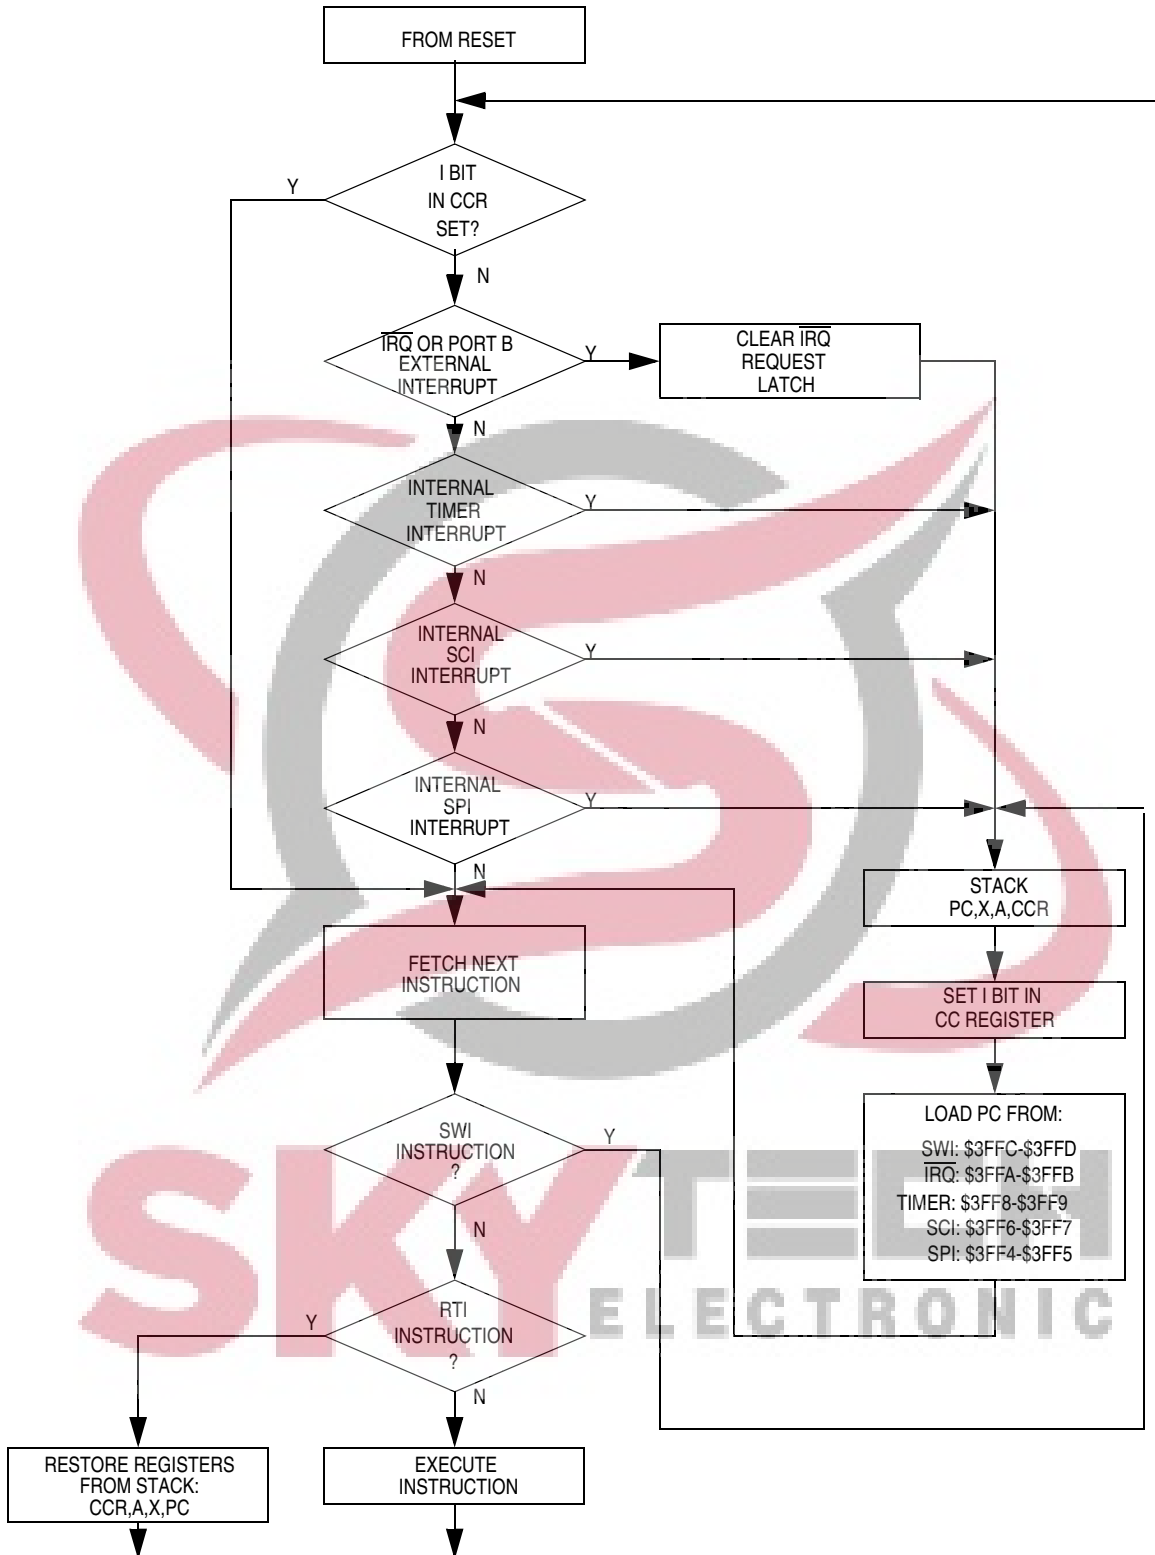 FROM RESET
I BIT
IN CCR
SET?
Y
N
IRQ OR PORT B
EXTERNAL
INTERRUPT
Y
CLEAR IRQ
REQUEST
LATCH
N
INTERNAL
TIMER
INTERRUPT
Y
N
INTERNAL
SCI
INTERRUPT
Y
N
INTERNAL
SPI
INTERRUPT
Y
N
STACK
PC,X,A,CCR
FETCH NEXT
INSTRUCTION
SET I BIT IN
CC REGISTER
LOAD PC FROM:
SWI: $3FFC-$3FFD
IRQ: $3FFA-$3FFB
TIMER: $3FF8-$3FF9
SCI: $3FF6-$3FF7
SPI: $3FF4-$3FF5
SWI
INSTRUCTION
?
Y
N
RTI
INSTRUCTION
?
Y
N
RESTORE REGISTERS
FROM STACK:
CCR,A,X,PC
EXECUTE
INSTRUCTION
SKYTECH
ELECTRONIC